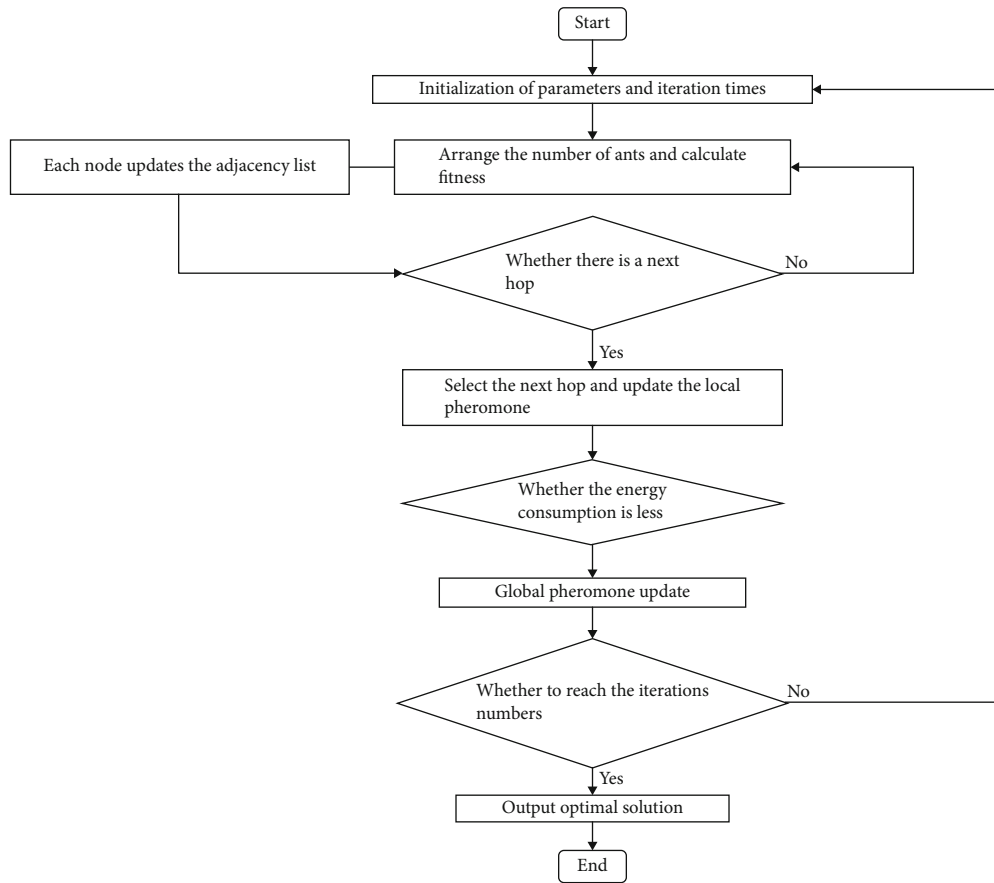 Start
Initialization of parameters and iteration times
Each node updates the adjacency list
Arrange the number of ants and calculate
fitness
Whether there is a next
hop
No
Yes
Select the next hop and update the local
pheromone
Whether the energy
consumption is less
Global pheromone update
Whether to reach the iterations
numbers
No
Yes
Output optimal solution
End